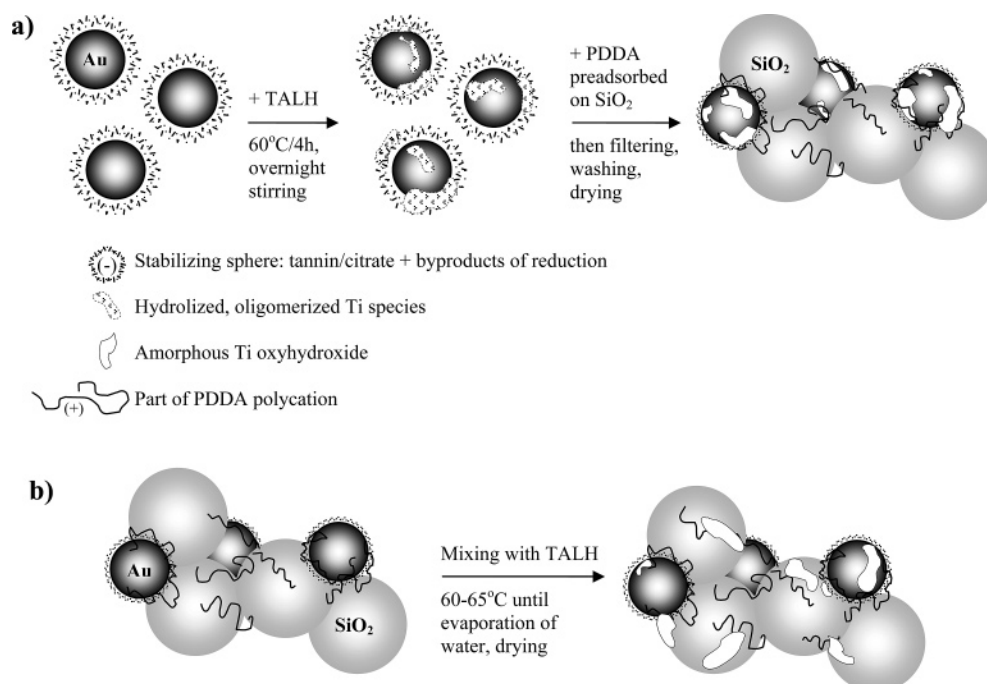 a)
Au
+ TALH
60°C/4h,
overnight
stirring
+ PDDA
preadsorbed
on SiO₂
then filtering,
washing,
drying
SiO₂
(-) Stabilizing sphere: tannin/citrate + byproducts of reduction
Hydrolized, oligomerized Ti species
Amorphous Ti oxyhydroxide
(+) Part of PDDA polycation
b)
Au
SiO₂
Mixing with TALH
60-65°C until
evaporation of
water, drying